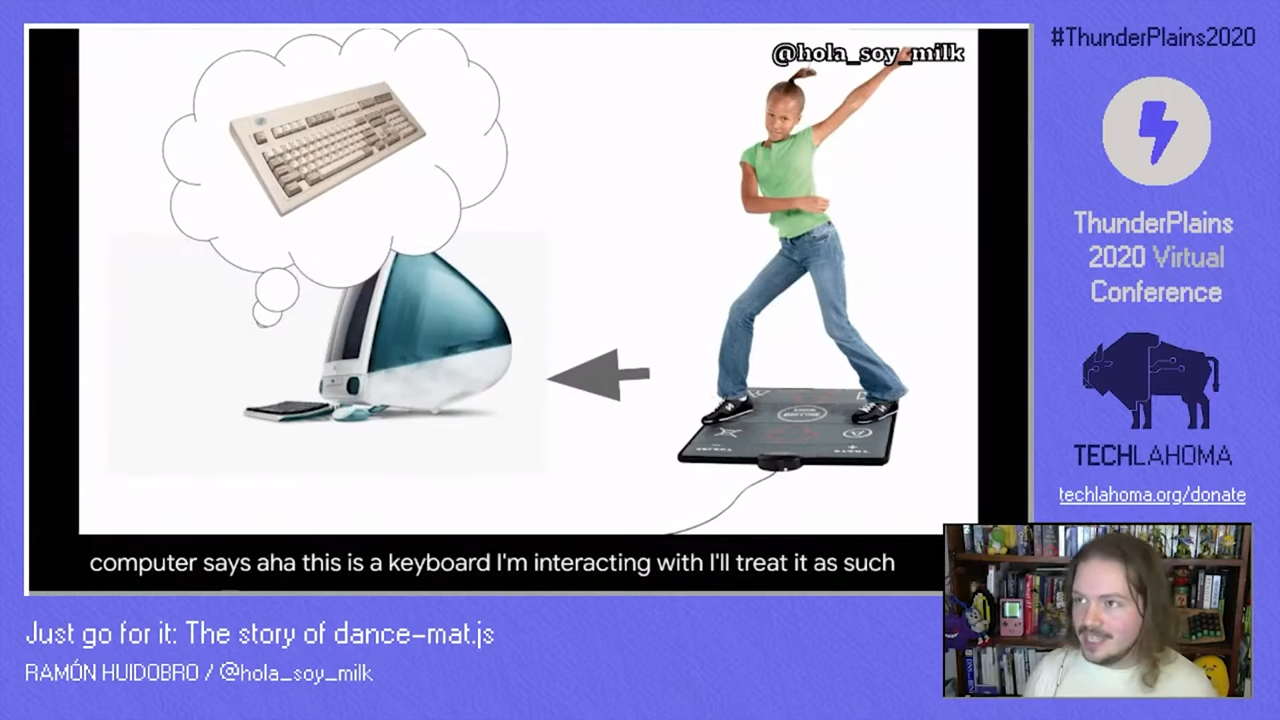 @hola_soy_milk
computer says aha this is a keyboard I'm interacting with I'll treat it as such
Just go for it: The story of dance-mat.js
RAMÓN HUIDOBRO / @hola_soy_milk
#ThunderPlains2020
ThunderPlains
2020 Virtual
Conference
TECHLAHOMA
techlahoma.org/donate